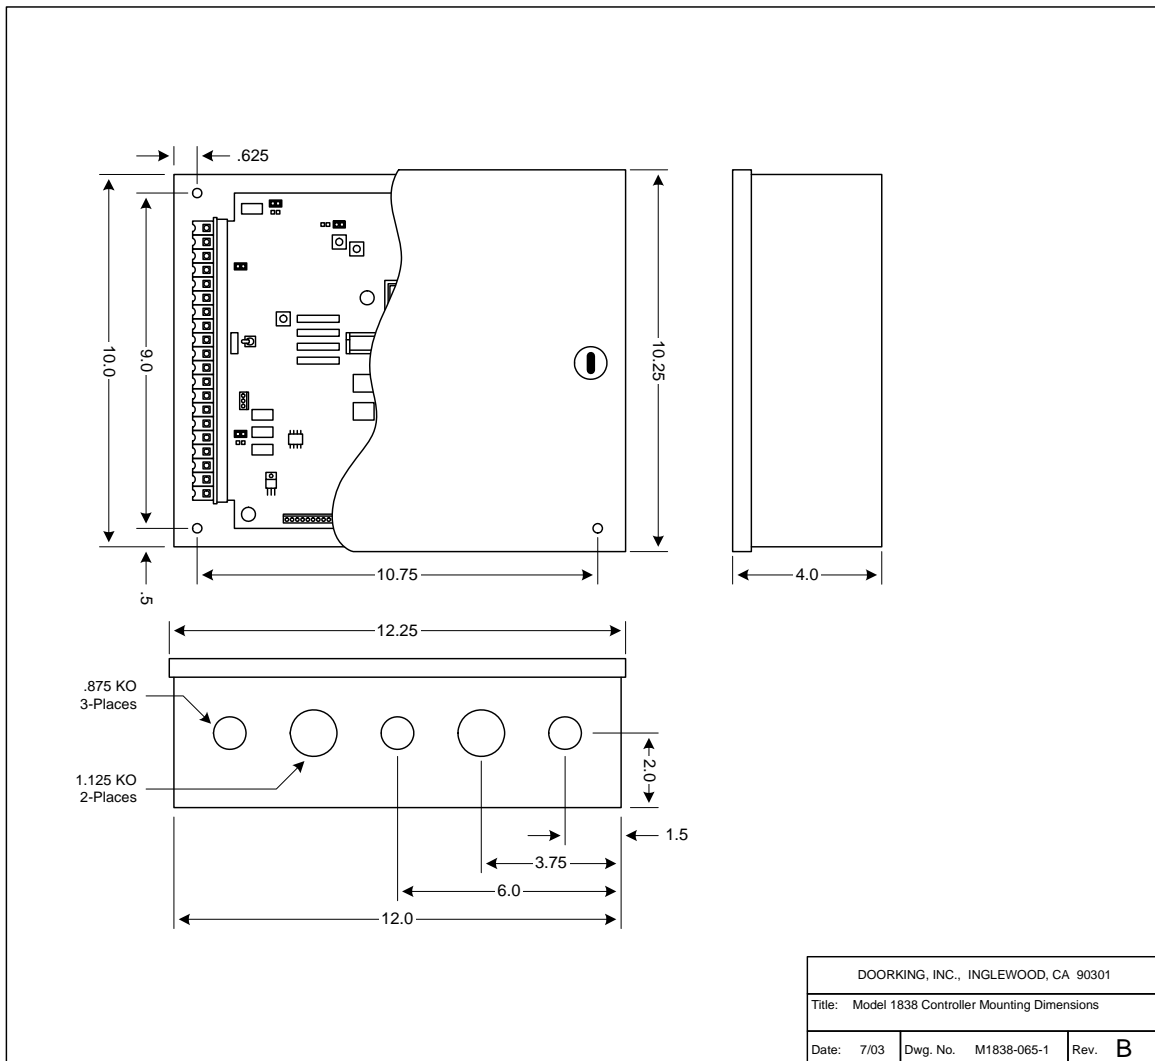 .625
10.0
9.0
10.25
.5
10.75
4.0
12.25
.875 KO
3-Places
1.125 KO
2-Places
2.0
1.5
3.75
6.0
12.0
DOORKING, INC., INGLEWOOD, CA 90301
Title: Model 1838 Controller Mounting Dimensions
Date: 7/03 Dwg. No. M1838-065-1 Rev. B